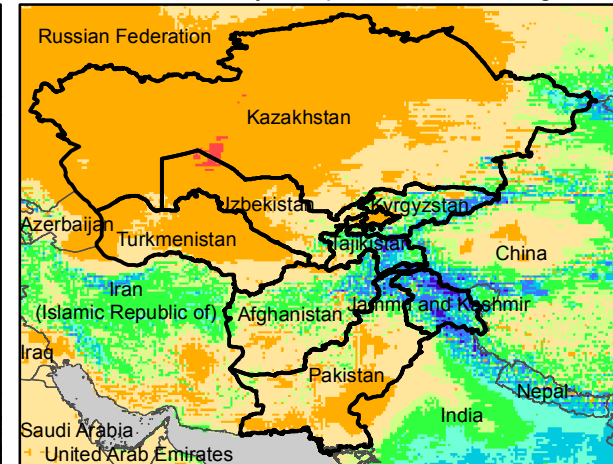 Russian Federation
Kazakhstan
Uzbekistan
Kyrgyzstan
Azerbaijan
Turkmenistan
Tajikistan
China
Iran
(Islamic Republic of)
Afghanistan
Jammu and Kashmir
Iraq
Pakistan
Nepal
India
Saudi Arabia
United Arab Emirates